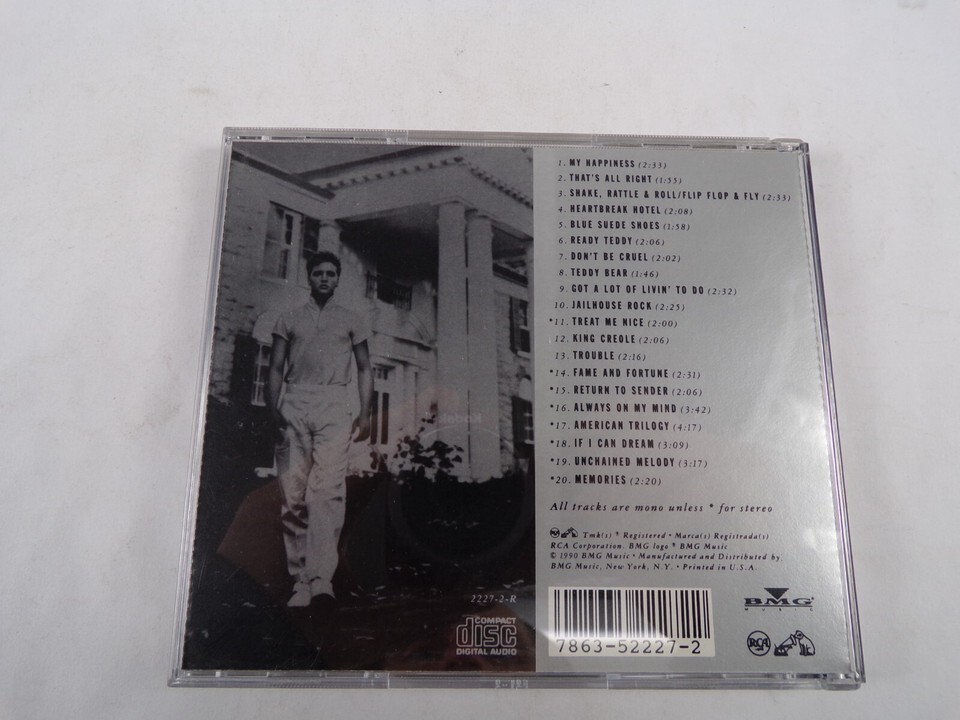 1. MY HAPPINESS (2:33)
2. THAT'S ALL RIGHT (1:55)
3. SHAKE, RATTLE & ROLL/FLIP FLOP & FLY (2:33)
4. HEARTBREAK HOTEL (2:08)
5. BLUE SUEDE SHOES (1:58)
6. READY TEDDY (2:06)
7. DON'T BE CRUEL (2:02)
8. TEDDY BEAR (1:46)
9. GOT A LOT OF LIVIN' TO DO (2:32)
10. JAILHOUSE ROCK (2:25)
*11. TREAT ME NICE (2:00)
12. KING CREOLE (2:06)
13. TROUBLE (2:16)
*14. FAME AND FORTUNE (2:31)
*15. RETURN TO SENDER (2:06)
*16. ALWAYS ON MY MIND (3:42)
*17. AMERICAN TRILOGY (4:17)
*18. IF I CAN DREAM (3:09)
*19. UNCHAINED MELODY (3:17)
*20. MEMORIES (2:20)
All tracks are mono unless * for stereo
RCA Tmk(s) ® Registered • Marca(s) Registrada(s)
RCA Corporation. BMG logo ® BMG Music
© 1990 BMG Music • Manufactured and Distributed by
BMG Music, New York, N.Y. • Printed in U.S.A.
2227-2-R
COMPACT
disc
DIGITAL AUDIO
7863-52227-2
BMG
MUSIC
RCA